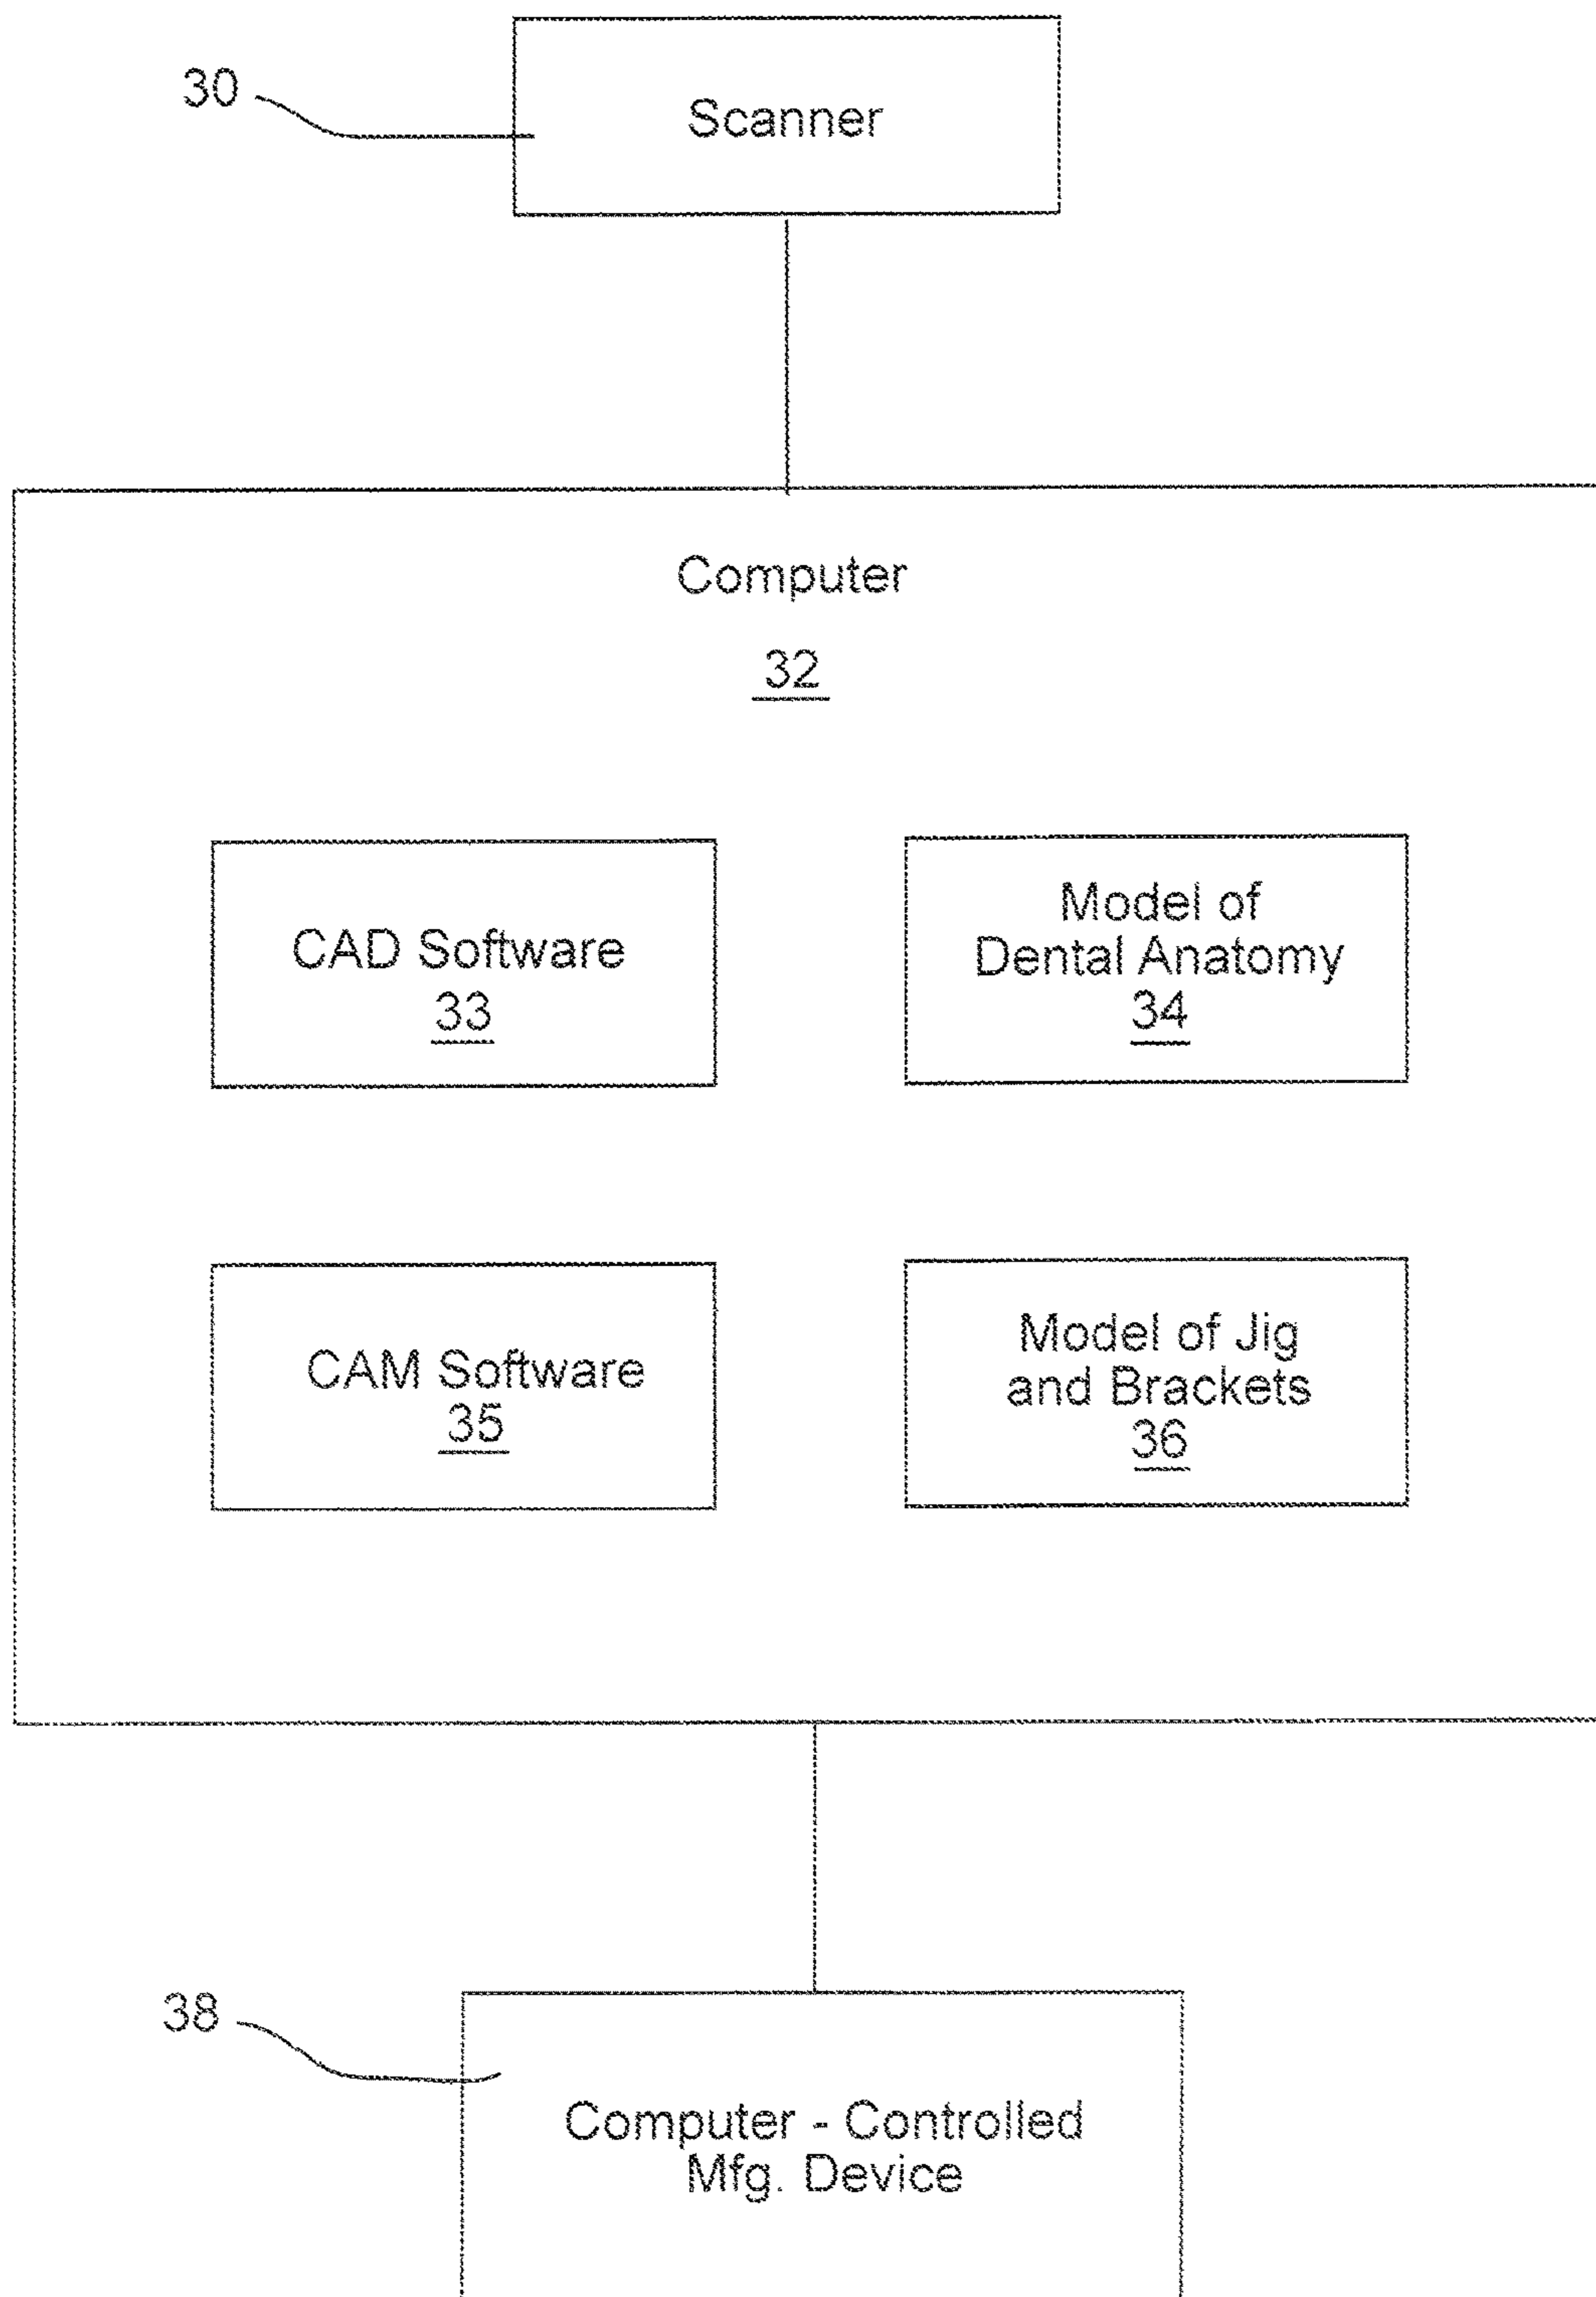 30
Scanner
Computer
32
CAD Software
33
Model of
Dental Anatomy
34
CAM Software
35
Model of Jig
and Brackets
36
38
Computer - Controlled
Mfg. Device